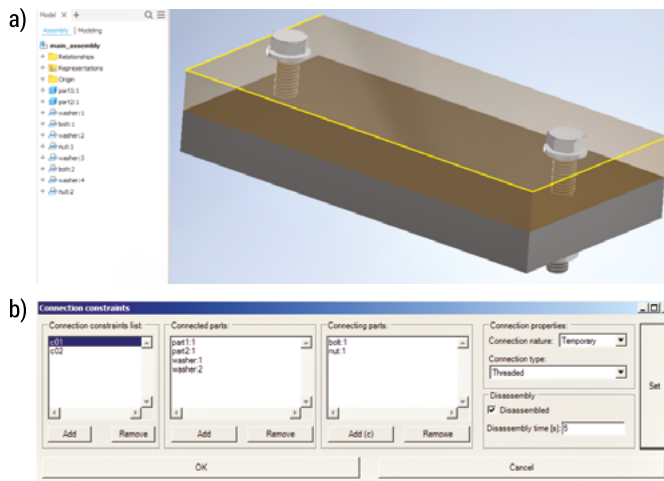 a)
Model × +
Assembly | Modeling
main_assembly
+ Relationships
+ Representations
+ Origin
+ part1:1
+ part2:1
+ washer:1
+ bolt:1
+ washer:2
+ nut:1
+ washer:3
+ bolt:2
+ washer:4
+ nut:2
b)
Connection constraints
Connection constraints list:
c01
c02
Add Remove
Connected parts:
part1:1
part2:1
washer:1
washer:2
Add Remove
Connecting parts:
bolt:1
nut:1
Add (c) Remowe
Connection properties:
Connection nature: Temporary
Connection type:
Threaded
Disassembly
Disassembled
Disassembly time [s]: 5
Set
OK Cancel